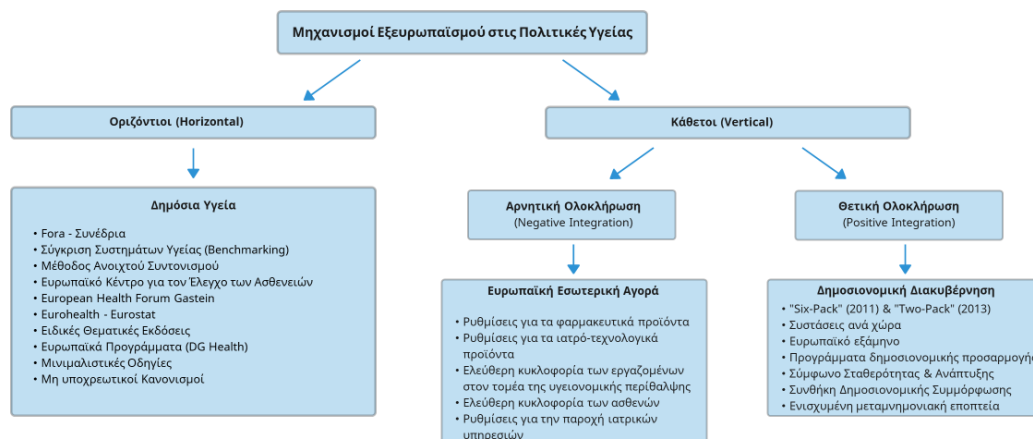 Μηχανισμοί Εξευρωπαϊσμού στις Πολιτικές Υγείας
Οριζόντιοι (Horizontal)
Κάθετοι (Vertical)
Δημόσια Υγεία
• Fora - Συνέδρια
• Σύγκριση Συστημάτων Υγείας (Benchmarking)
• Μέθοδος Ανοιχτού Συντονισμού
• Ευρωπαϊκό Κέντρο για τον Έλεγχο των Ασθενειών
• European Health Forum Gastein
• Eurohealth - Eurostat
• Ειδικές Θεματικές Εκδόσεις
• Ευρωπαϊκά Προγράμματα (DG Health)
• Μινιμαλιστικές Οδηγίες
• Μη υποχρεωτικοί Κανονισμοί
Αρνητική Ολοκλήρωση
(Negative Integration)
Ευρωπαϊκή Εσωτερική Αγορά
• Ρυθμίσεις για τα φαρμακευτικά προϊόντα
• Ρυθμίσεις για τα ιατρό-τεχνολογικά
προϊόντα
• Ελεύθερη κυκλοφορία των εργαζομένων
στον τομέα της υγειονομικής περίθαλψης
• Ελεύθερη κυκλοφορία των ασθενών
• Ρυθμίσεις για την παροχή ιατρικών
υπηρεσιών
Θετική Ολοκλήρωση
(Positive Integration)
Δημοσιονομική Διακυβέρνηση
• "Six-Pack" (2011) & "Two-Pack" (2013)
• Συστάσεις ανά χώρα
• Ευρωπαϊκό εξάμηνο
• Προγράμματα δημοσιονομικής προσαρμογής
• Σύμφωνο Σταθερότητας & Ανάπτυξης
• Συνθήκη Δημοσιονομικής Συμμόρφωσης
• Ενισχυμένη μεταμνημονιακή εποπτεία